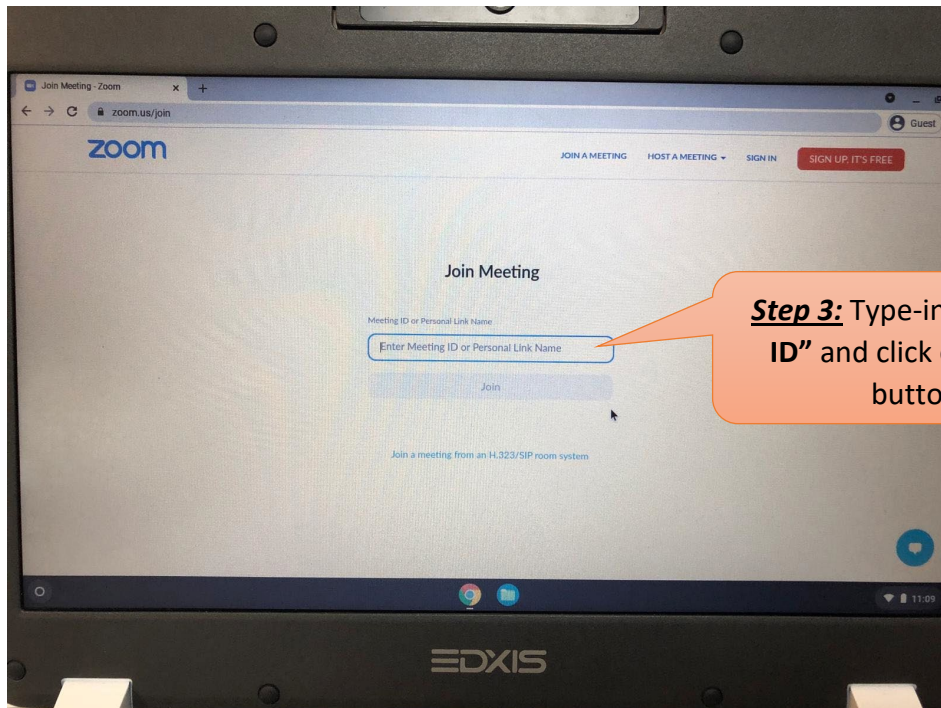 Join Meeting - Zoom
zoom.us/join
Guest
zoom
JOIN A MEETING HOST A MEETING SIGN IN SIGN UP, IT'S FREE
Join Meeting
Meeting ID or Personal Link Name
Enter Meeting ID or Personal Link Name
Join
Join a meeting from an H.323/SIP room system
Step 3: Type-in
ID" and click
butto
11:09
EDXIS